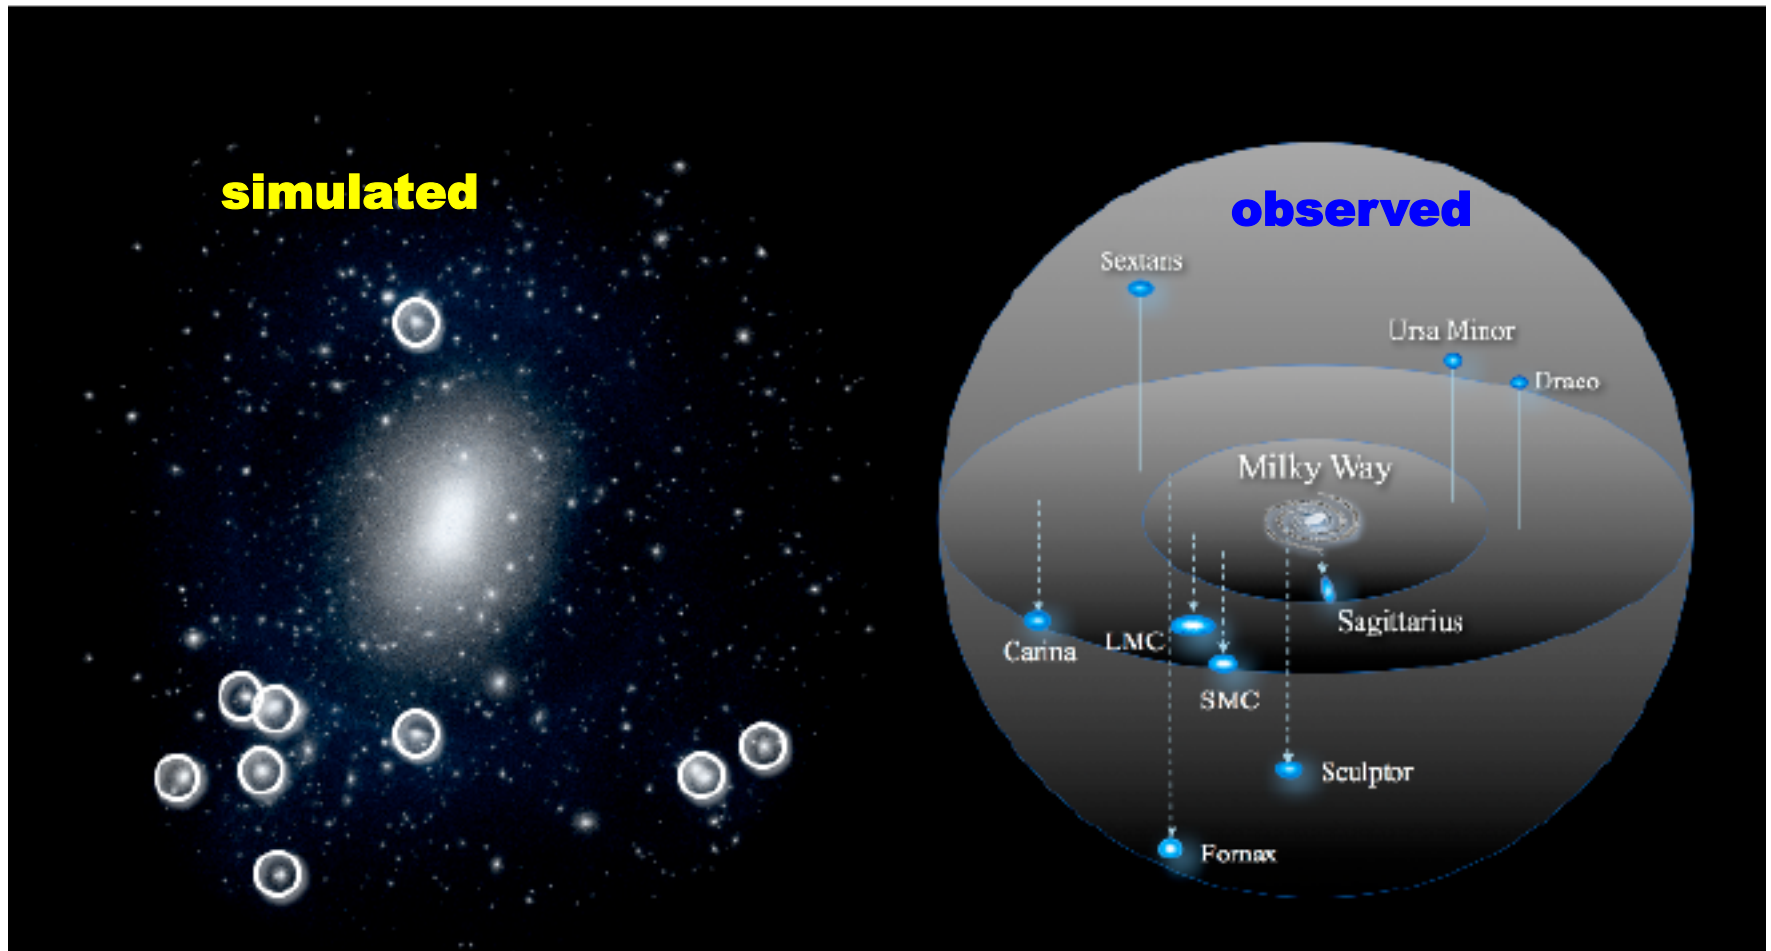 simulated
observed
Sextans
Ursa Minor
Draco
Milky Way
Sagittarius
LMC
Carina
SMC
Sculptor
Fornax